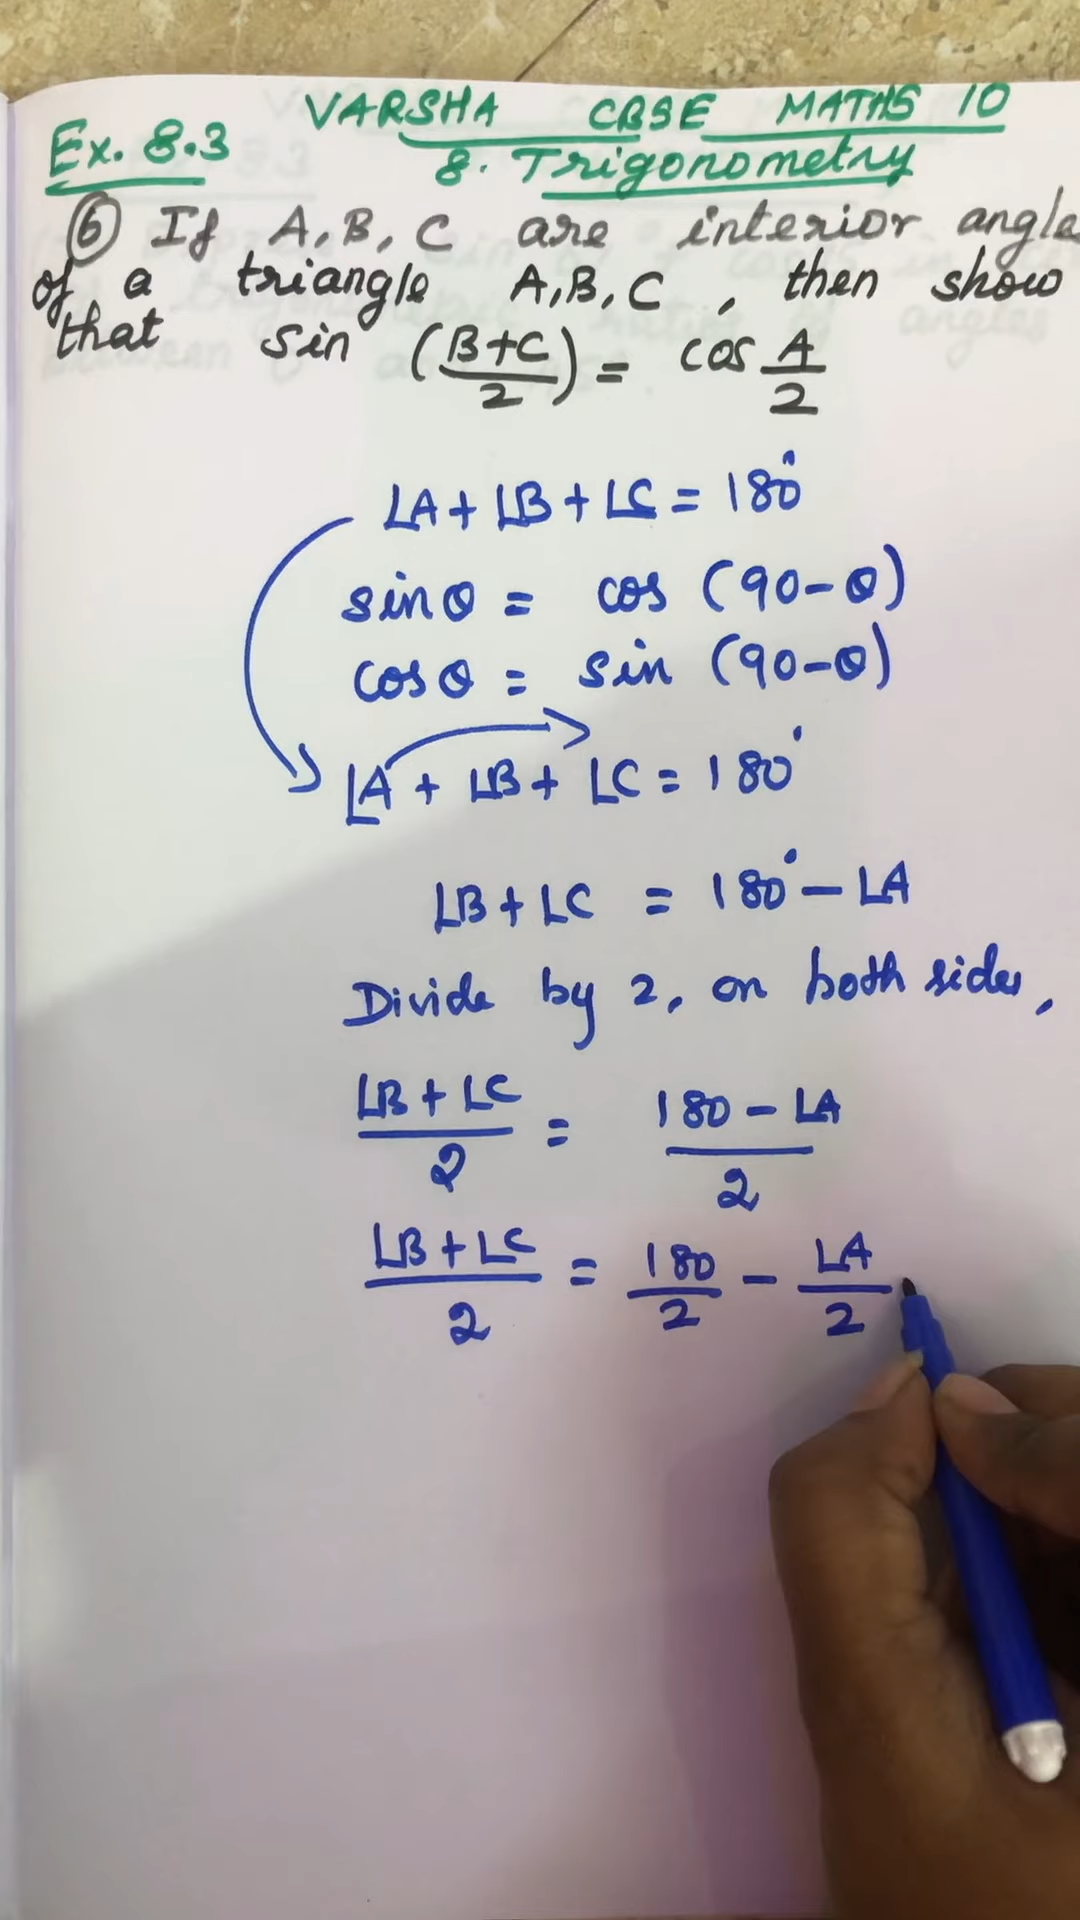 VARSHA CBSE MATHS 10
Ex. 8.3 8. Trigonometry
⑥ If A, B, C are interior angle
of a triangle A, B, C, then show
that sin (B+C/2) = cos A/2
∠A + ∠B + ∠C = 180°
sin θ = cos (90-θ)
cos θ = sin (90-θ)
∠A + ∠B + ∠C = 180°
∠B + ∠C = 180° - ∠A
Divide by 2, on both sides,
∠B + ∠C/2 = 180 - ∠A/2
∠B + ∠C/2 = 180/2 - ∠A/2